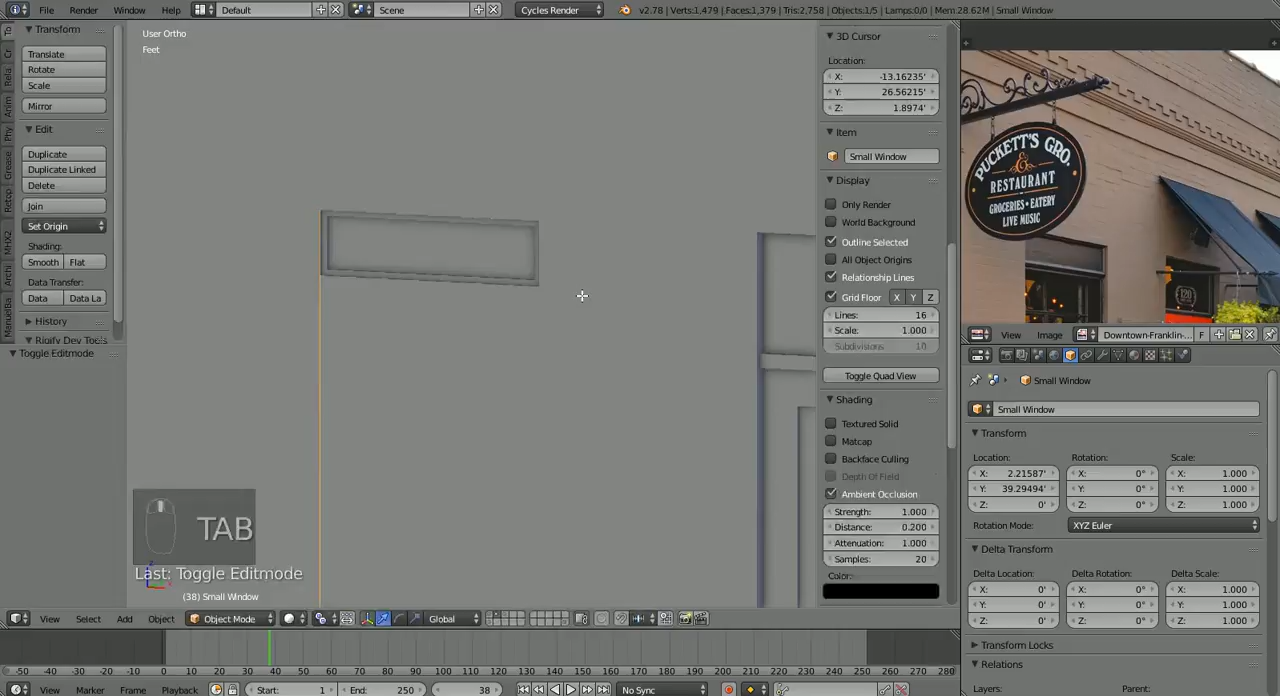 File Render Window Help Default Scene Cycles Render v2.78 | Verts:1,479 | Faces:1,379 | Tris:2,758 | Objects:1/5 | Lamps:0/0 | Mem:28.62M | Small Window
Transform
Translate
Rotate
Scale
Mirror
Edit
Duplicate
Duplicate Linked
Delete
Join
Set Origin
Shading:
Smooth Flat
Data Transfer:
Data Data La
History
Rigify Dev Tools
Toggle Editmode
User Ortho
Feet
TAB
Last: Toggle Editmode
(38) Small Window
3D Cursor
Location:
X: -13.16235'
Y: 26.56215'
Z: 1.8974'
Item
Small Window
Display
Only Render
World Background
Outline Selected
All Object Origins
Relationship Lines
Grid Floor X Y Z
Lines: 16
Scale: 1.000
Subdivisions 10
Toggle Quad View
Shading
Textured Solid
Matcap
Backface Culling
Depth Of Field
Ambient Occlusion
Strength: 1.000
Distance: 0.200
Attenuation: 1.000
Samples: 20
Color:
PUCKETT'S GRO.
&
RESTAURANT
GROCERIES • EATERY
LIVE MUSIC
120
View Image Downtown-Franklin-... F
Small Window
Small Window
Transform
Location: Rotation: Scale:
X: 2.21587' X: 0° X: 1.000
Y: 39.29494' Y: 0° Y: 1.000
Z: 0' Z: 0° Z: 1.000
Rotation Mode: XYZ Euler
Delta Transform
Delta Location: Delta Rotation: Delta Scale:
X: 0' X: 0° X: 1.000
Y: 0' Y: 0° Y: 1.000
Z: 0' Z: 0° Z: 1.000
Transform Locks
Relations
Layers: Parent:
View Select Add Object Object Mode Global
-50 -40 -30 -20 -10 0 10 20 30 40 50 60 70 80 90 100 110 120 130 140 150 160 170 180 190 200 210 220 230 240 250 260 270 280
View Marker Frame Playback Start: 1 End: 250 38 No Sync